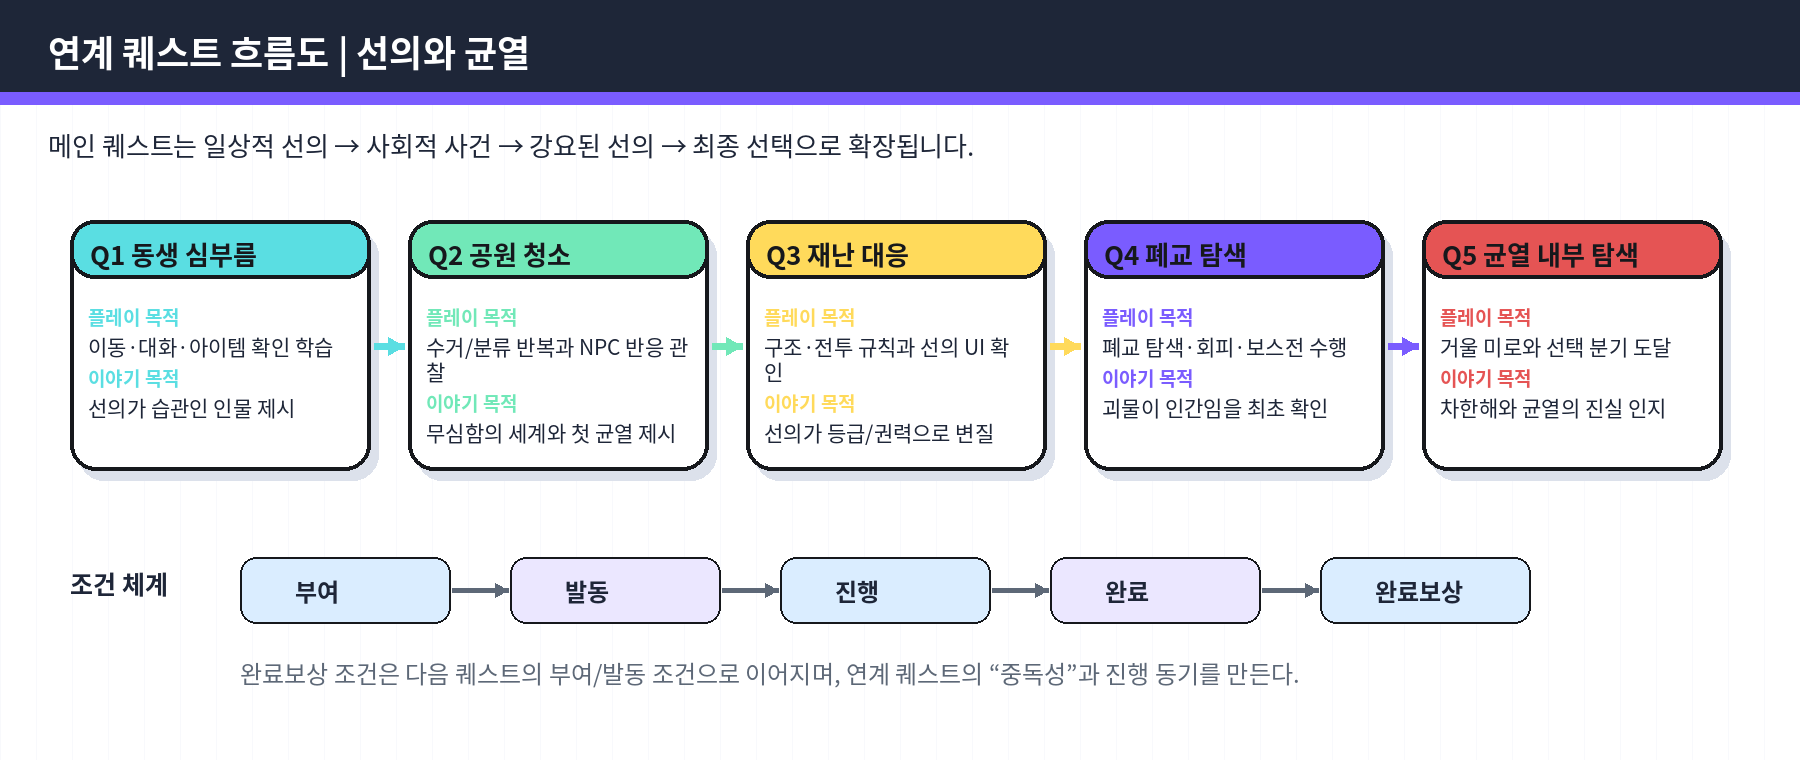 연계 퀘스트 흐름도 | 선의와 균열
메인 퀘스트는 일상적 선의 → 사회적 사건 → 강요된 선의 → 최종 선택으로 확장됩니다.
Q1 동생 심부름
플레이 목적
이동·대화·아이템 확인 학습
이야기 목적
선의가 습관인 인물 제시
Q2 공원 청소
플레이 목적
수거/분류 반복과 NPC 반응 관
찰
이야기 목적
무심함의 세계와 첫 균열 제시
Q3 재난 대응
플레이 목적
구조·전투 규칙과 선의 UI 확
인
이야기 목적
선의가 등급/권력으로 변질
Q4 폐교 탐색
플레이 목적
폐교 탐색·회피·보스전 수행
이야기 목적
괴물이 인간임을 최초 확인
Q5 균열 내부 탐색
플레이 목적
거울 미로와 선택 분기 도달
이야기 목적
차한해와 균열의 진실 인지
조건 체계
부여
발동
진행
완료
완료보상
완료보상 조건은 다음 퀘스트의 부여/발동 조건으로 이어지며, 연계 퀘스트의 “중독성”과 진행 동기를 만든다.